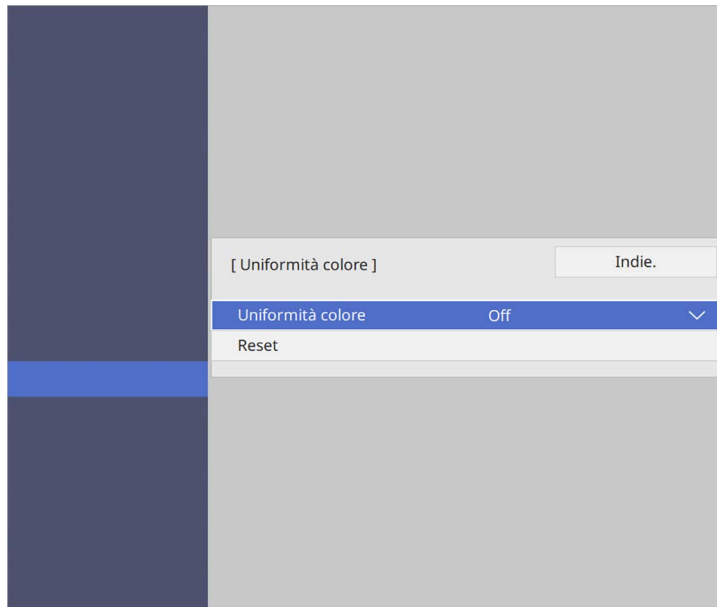 [ Uniformità colore ]
Indie.
Uniformità colore Off
Reset